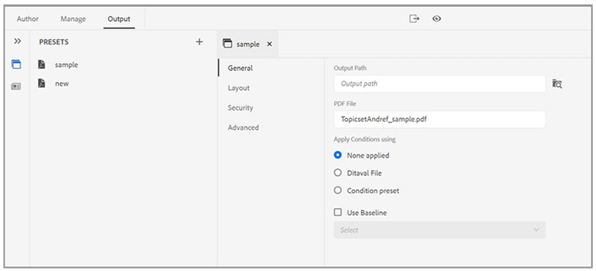 Author Manage Output
PRESETS
sample
new
sample
General
Layout
Security
Advanced
Output Path
Output path
PDF File
TopicsetAndref_sample.pdf
Apply Conditions using
None applied
Ditaval File
Condition preset
Use Baseline
Select